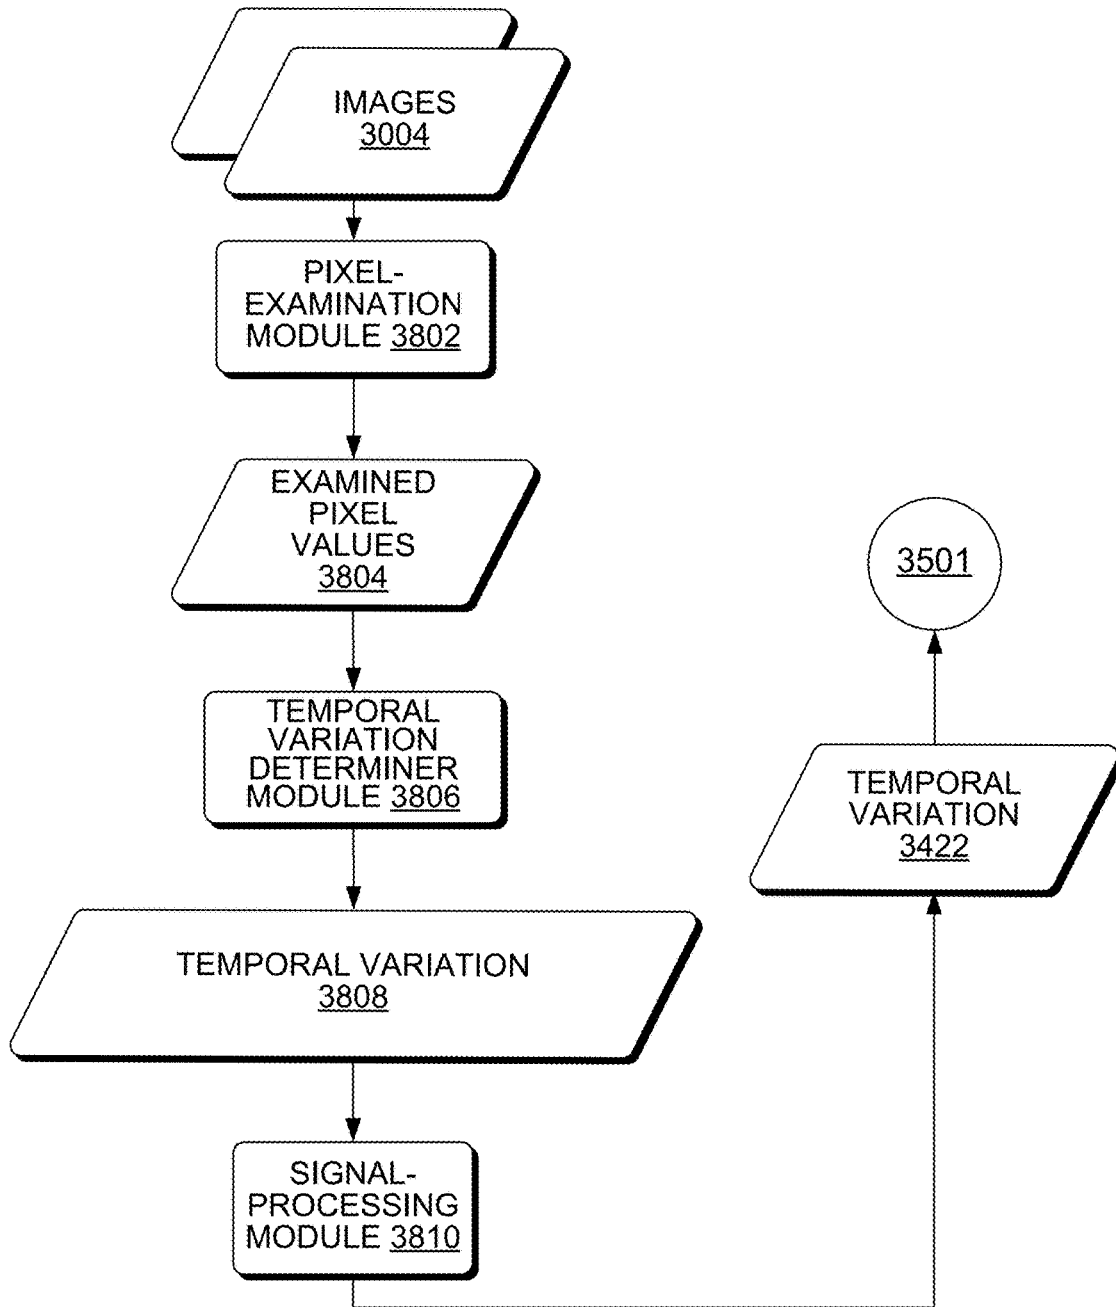 IMAGES
3004
PIXEL-
EXAMINATION
MODULE 3802
EXAMINED
PIXEL
VALUES
3804
TEMPORAL
VARIATION
DETERMINER
MODULE 3806
TEMPORAL VARIATION
3808
SIGNAL-
PROCESSING
MODULE 3810
TEMPORAL
VARIATION
3422
3501